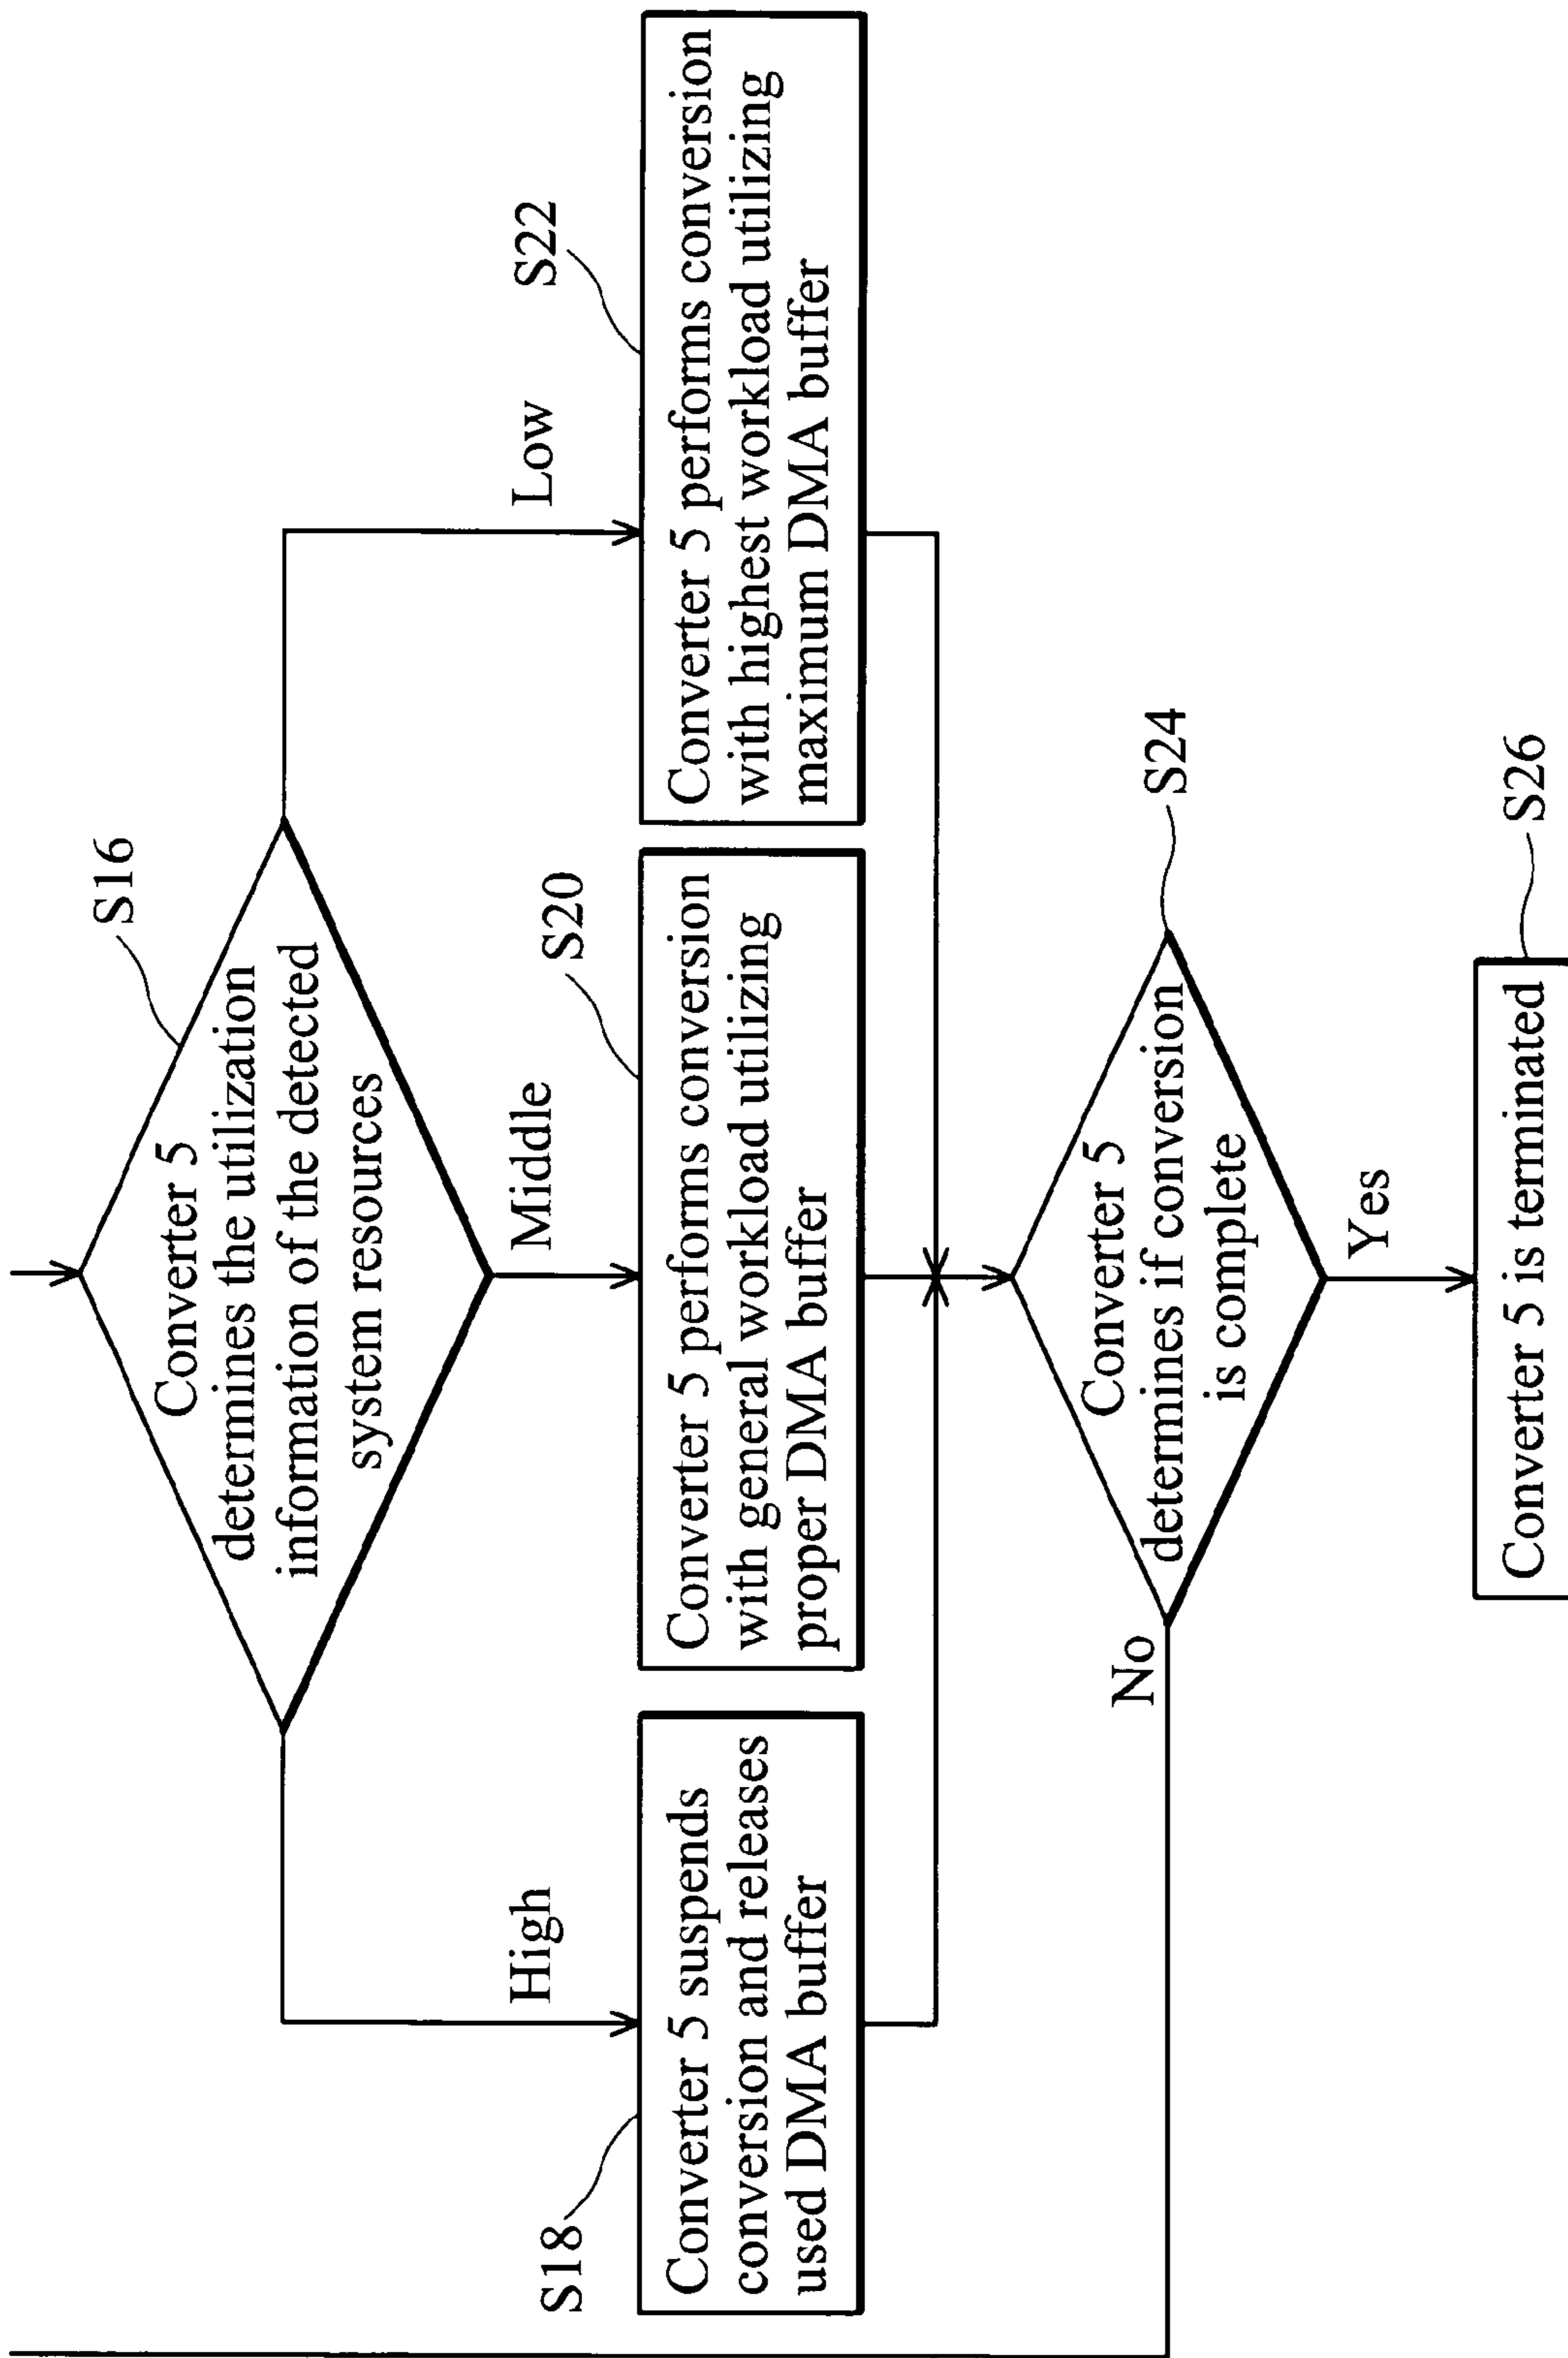 S16
Converter 5
determines the utilization
information of the detected
system resources
High
Middle
Low
S18
Converter 5 suspends
conversion and releases
used DMA buffer
S20
Converter 5 performs conversion
with general workload utilizing
proper DMA buffer
S22
Converter 5 performs conversion
with highest workload utilizing
maximum DMA buffer
S24
Converter 5
determines if conversion
is complete
No
Yes
S26
Converter 5 is terminated